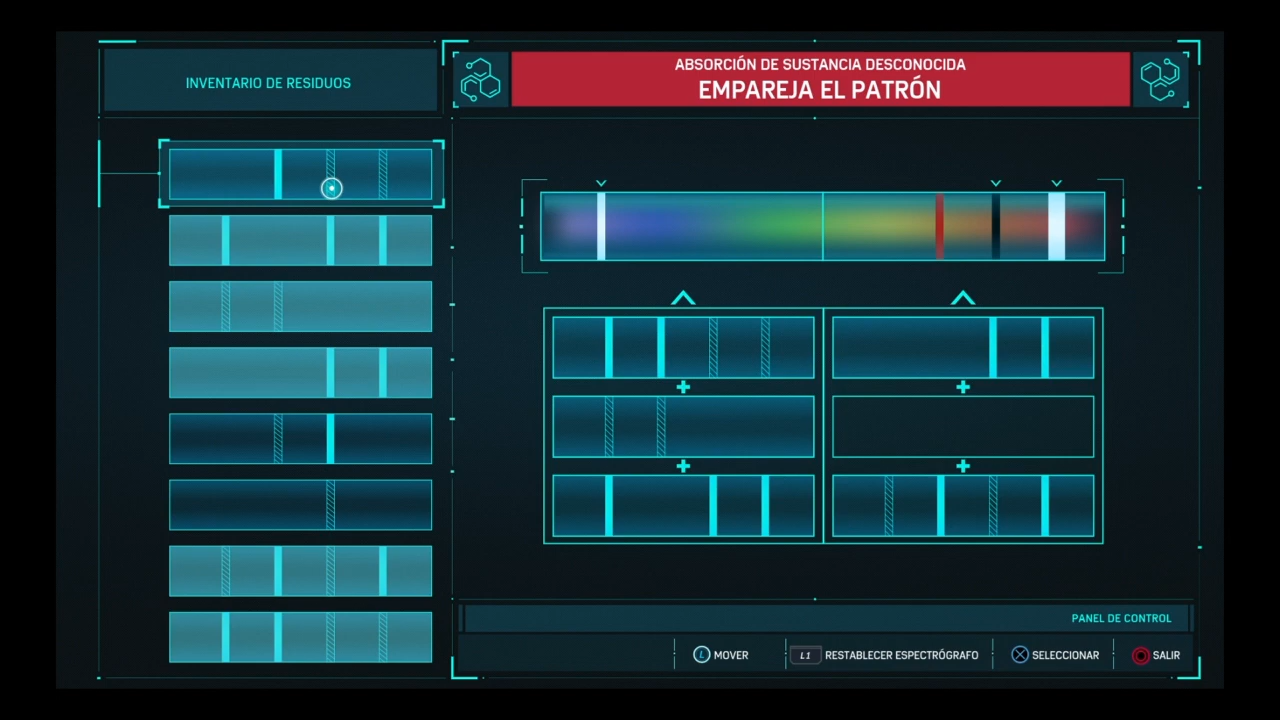 INVENTARIO DE RESIDUOS
ABSORCIÓN DE SUSTANCIA DESCONOCIDA
EMPAREJA EL PATRÓN
PANEL DE CONTROL
L MOVER
L1 RESTABLECER ESPECTRÓGRAFO
SELECCIONAR
SALIR